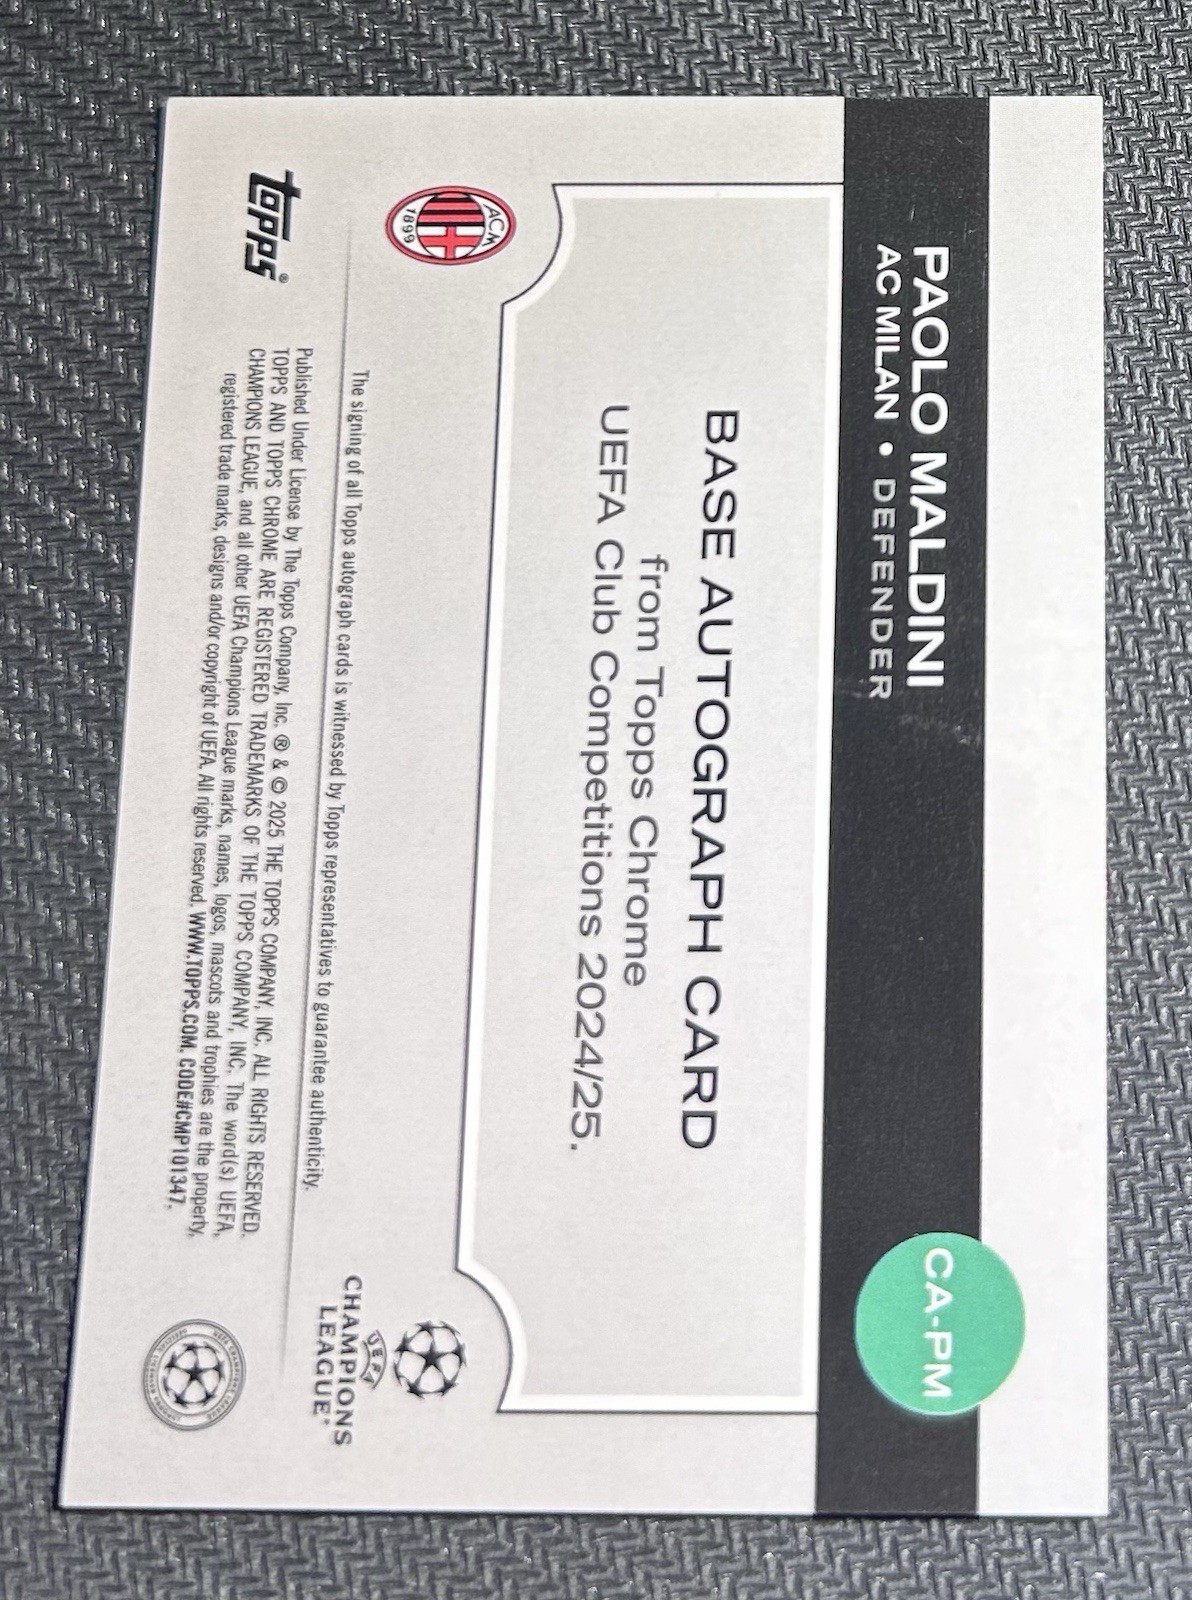 PAOLO MALDINI
AC MILAN • DEFENDER
CA-PM
BASE AUTOGRAPH CARD
from Topps Chrome
UEFA Club Competitions 2024/25.
ACM
1899
UEFA
CHAMPIONS
LEAGUE®
The signing of all Topps autograph cards is witnessed by Topps representatives to guarantee authenticity.
topps®
Published Under License by The Topps Company, Inc. ® & © 2025 THE TOPPS COMPANY, INC. ALL RIGHTS RESERVED.
TOPPS AND TOPPS CHROME ARE REGISTERED TRADEMARKS OF THE TOPPS COMPANY, INC. The word(s) UEFA,
CHAMPIONS LEAGUE, and all other UEFA Champions League marks, names, logos, mascots and trophies are the property,
registered trade marks, designs and/or copyright of UEFA. All rights reserved. WWW.TOPPS.COM. CODE#CMP101347.